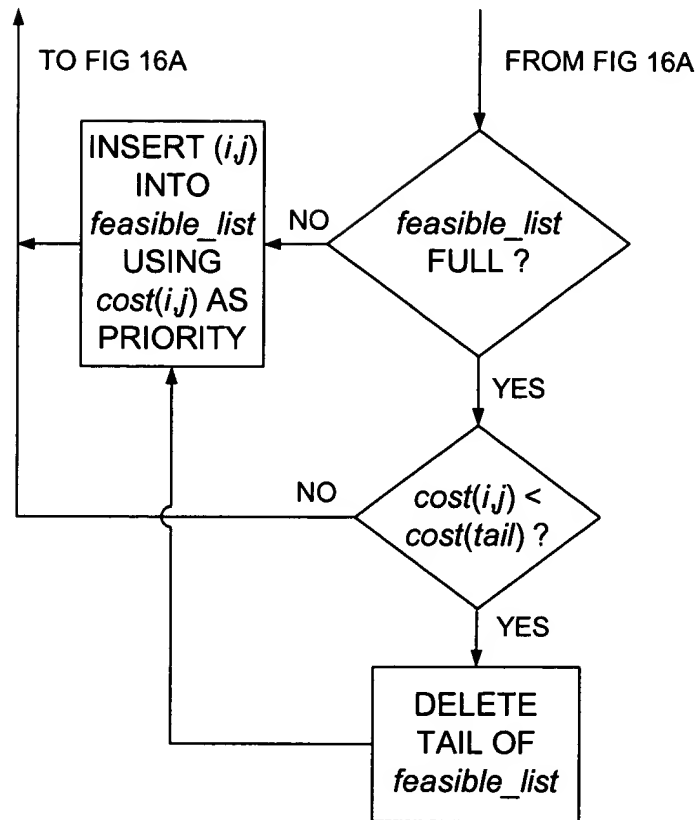 TO FIG 16A
FROM FIG 16A
INSERT (i,j)
INTO
feasible_list
USING
cost(i,j) AS
PRIORITY
NO
feasible_list
FULL ?
YES
NO
cost(i,j) <
cost(tail) ?
YES
DELETE
TAIL OF
feasible_list